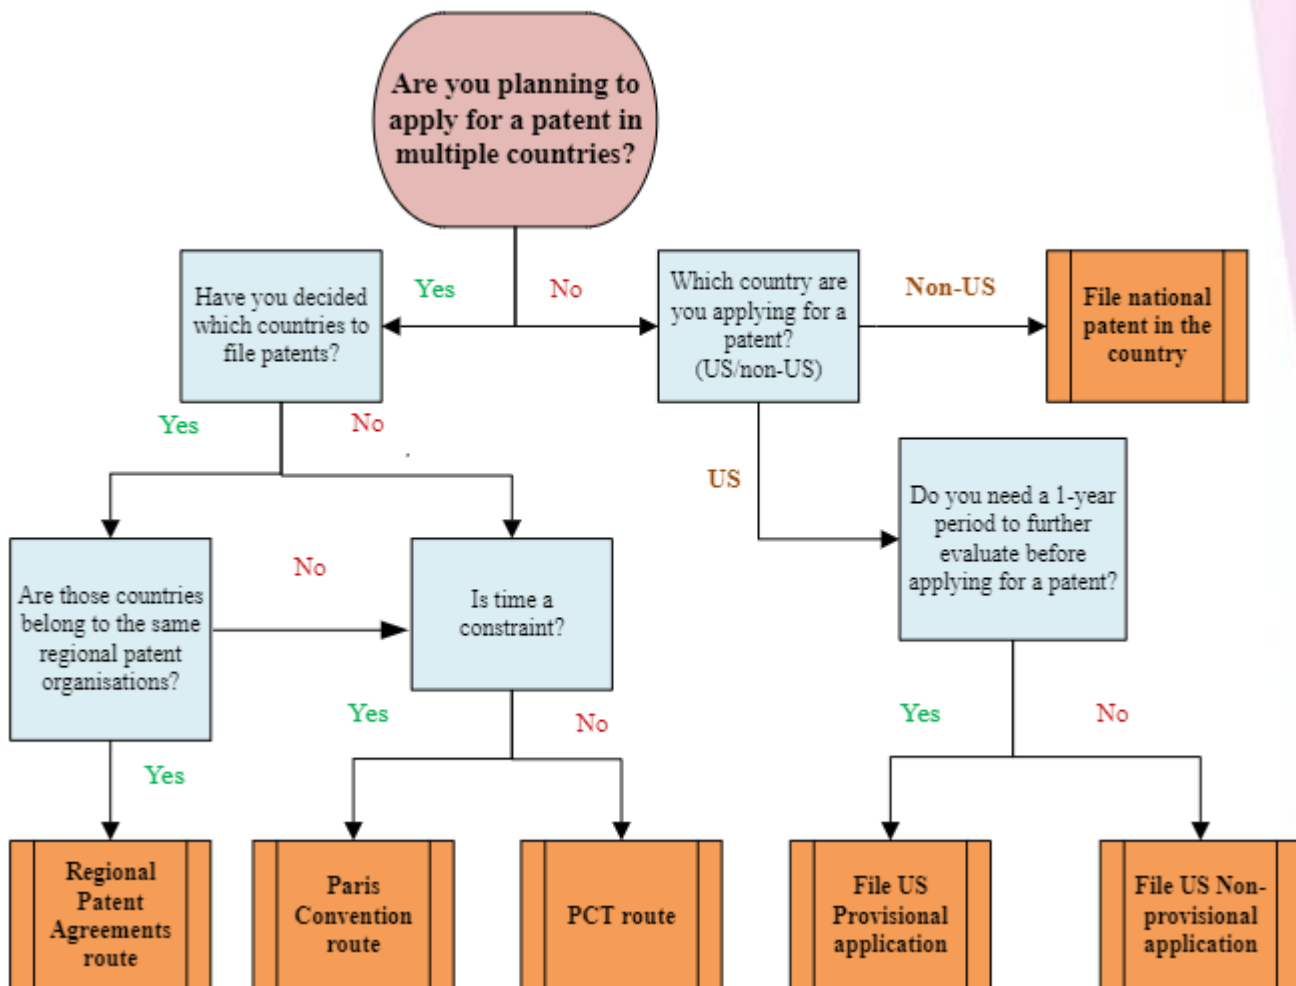 Are you planning to
apply for a patent in
multiple countries?
Yes
No
Have you decided
which countries to
file patents?
Which country are
you applying for a
patent?
(US/non-US)
Non-US
File national
patent in the
country
Yes
No
US
Do you need a 1-year
period to further
evaluate before
applying for a patent?
Are those countries
belong to the same
regional patent
organisations?
No
Is time a
constraint?
Yes
Yes
No
Yes
No
Regional
Patent
Agreements
route
Paris
Convention
route
PCT route
File US
Provisional
application
File US Non-
provisional
application